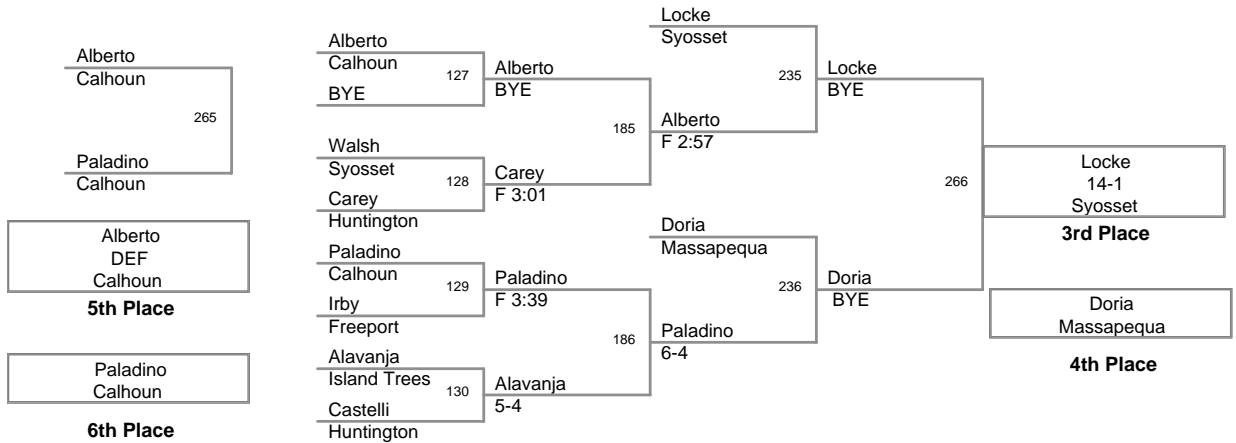 Alberto
Calhoun
265
Paladino
Calhoun
Alberto
DEF
Calhoun
5th Place
Paladino
Calhoun
6th Place
Alberto
Calhoun
127
BYE
Walsh
Syosset
128
Carey
Huntington
Paladino
Calhoun
129
Irby
Freeport
Alavanja
Island Trees
130
Castelli
Huntington
Alberto
BYE
185
Carey
F 3:01
Paladino
F 3:39
186
Alavanja
5-4
Locke
Syosset
235
Alberto
F 2:57
Doria
Massapequa
236
Paladino
6-4
Locke
BYE
266
Doria
BYE
Locke
14-1
Syosset
3rd Place
Doria
Massapequa
4th Place